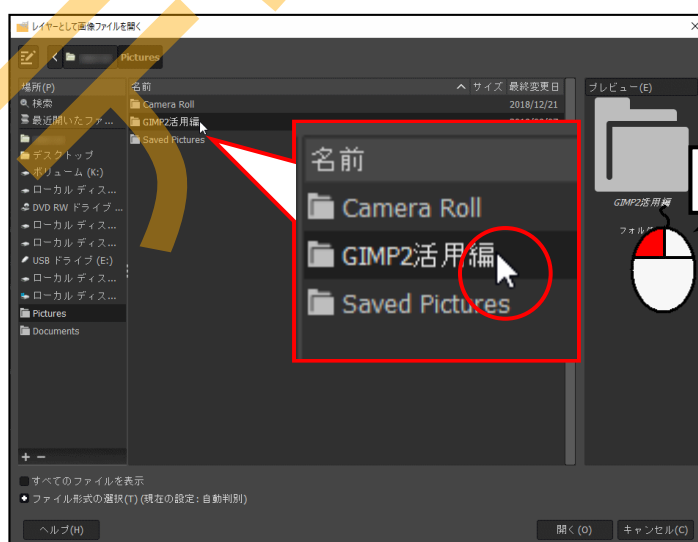 レイヤーとして画像ファイルを開く
Pictures
場所(P)
検索
最近開いたファ...
デスクトップ
ボリューム (K:)
ローカル ディス...
DVD RW ドライブ ...
ローカル ディス...
ローカル ディス...
USB ドライブ (E:)
ローカル ディス...
ローカル ディス...
Pictures
Documents
名前
サイズ
最終変更日
Camera Roll
2018/12/21
GIMP2活用編
Saved Pictures
名前
Camera Roll
GIMP2活用編
Saved Pictures
プレビュー(E)
GIMP2活用編
すべてのファイルを表示
ファイル形式の選択(T) (現在の設定: 自動判別)
ヘルプ(H)
開く(O)
キャンセル(C)